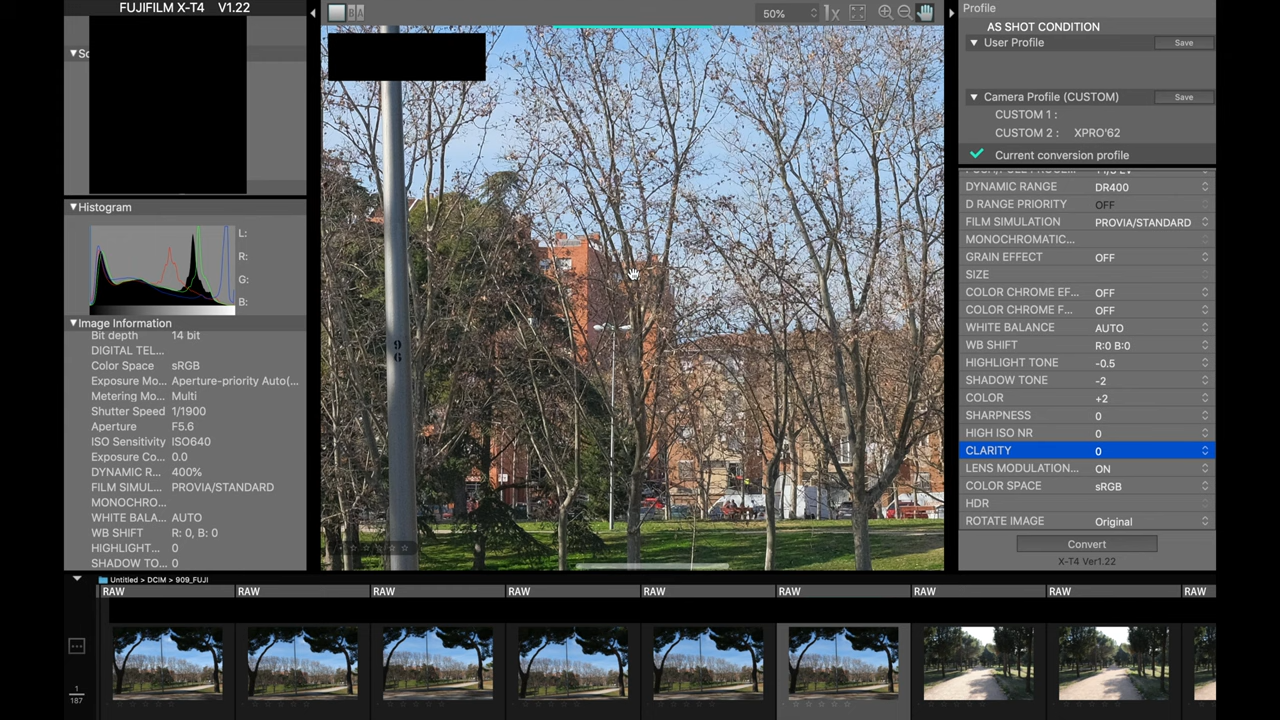 FUJIFILM X-T4 V1.22
Histogram
L:
R:
G:
B:
Image Information
Bit depth 14 bit
DIGITAL TEL...
Color Space sRGB
Exposure Mo... Aperture-priority Auto(...
Metering Mo... Multi
Shutter Speed 1/1900
Aperture F5.6
ISO Sensitivity ISO640
Exposure Co... 0.0
DYNAMIC R... 400%
FILM SIMUL... PROVIA/STANDARD
MONOCHRO...
WHITE BALA... AUTO
WB SHIFT R: 0, B: 0
HIGHLIGHT... 0
SHADOW TO... 0
B A
50%
1x
96
Profile
AS SHOT CONDITION
User Profile Save
Camera Profile (CUSTOM) Save
CUSTOM 1 :
CUSTOM 2 : XPRO'62
Current conversion profile
DYNAMIC RANGE DR400
D RANGE PRIORITY OFF
FILM SIMULATION PROVIA/STANDARD
MONOCHROMATIC...
GRAIN EFFECT OFF
SIZE
COLOR CHROME EF... OFF
COLOR CHROME F... OFF
WHITE BALANCE AUTO
WB SHIFT R:0 B:0
HIGHLIGHT TONE -0.5
SHADOW TONE -2
COLOR +2
SHARPNESS 0
HIGH ISO NR 0
CLARITY 0
LENS MODULATION... ON
COLOR SPACE sRGB
HDR
ROTATE IMAGE Original
Convert
X-T4 Ver1.22
Untitled > DCIM > 909_FUJI
RAW RAW RAW RAW RAW RAW RAW RAW RAW
1
187